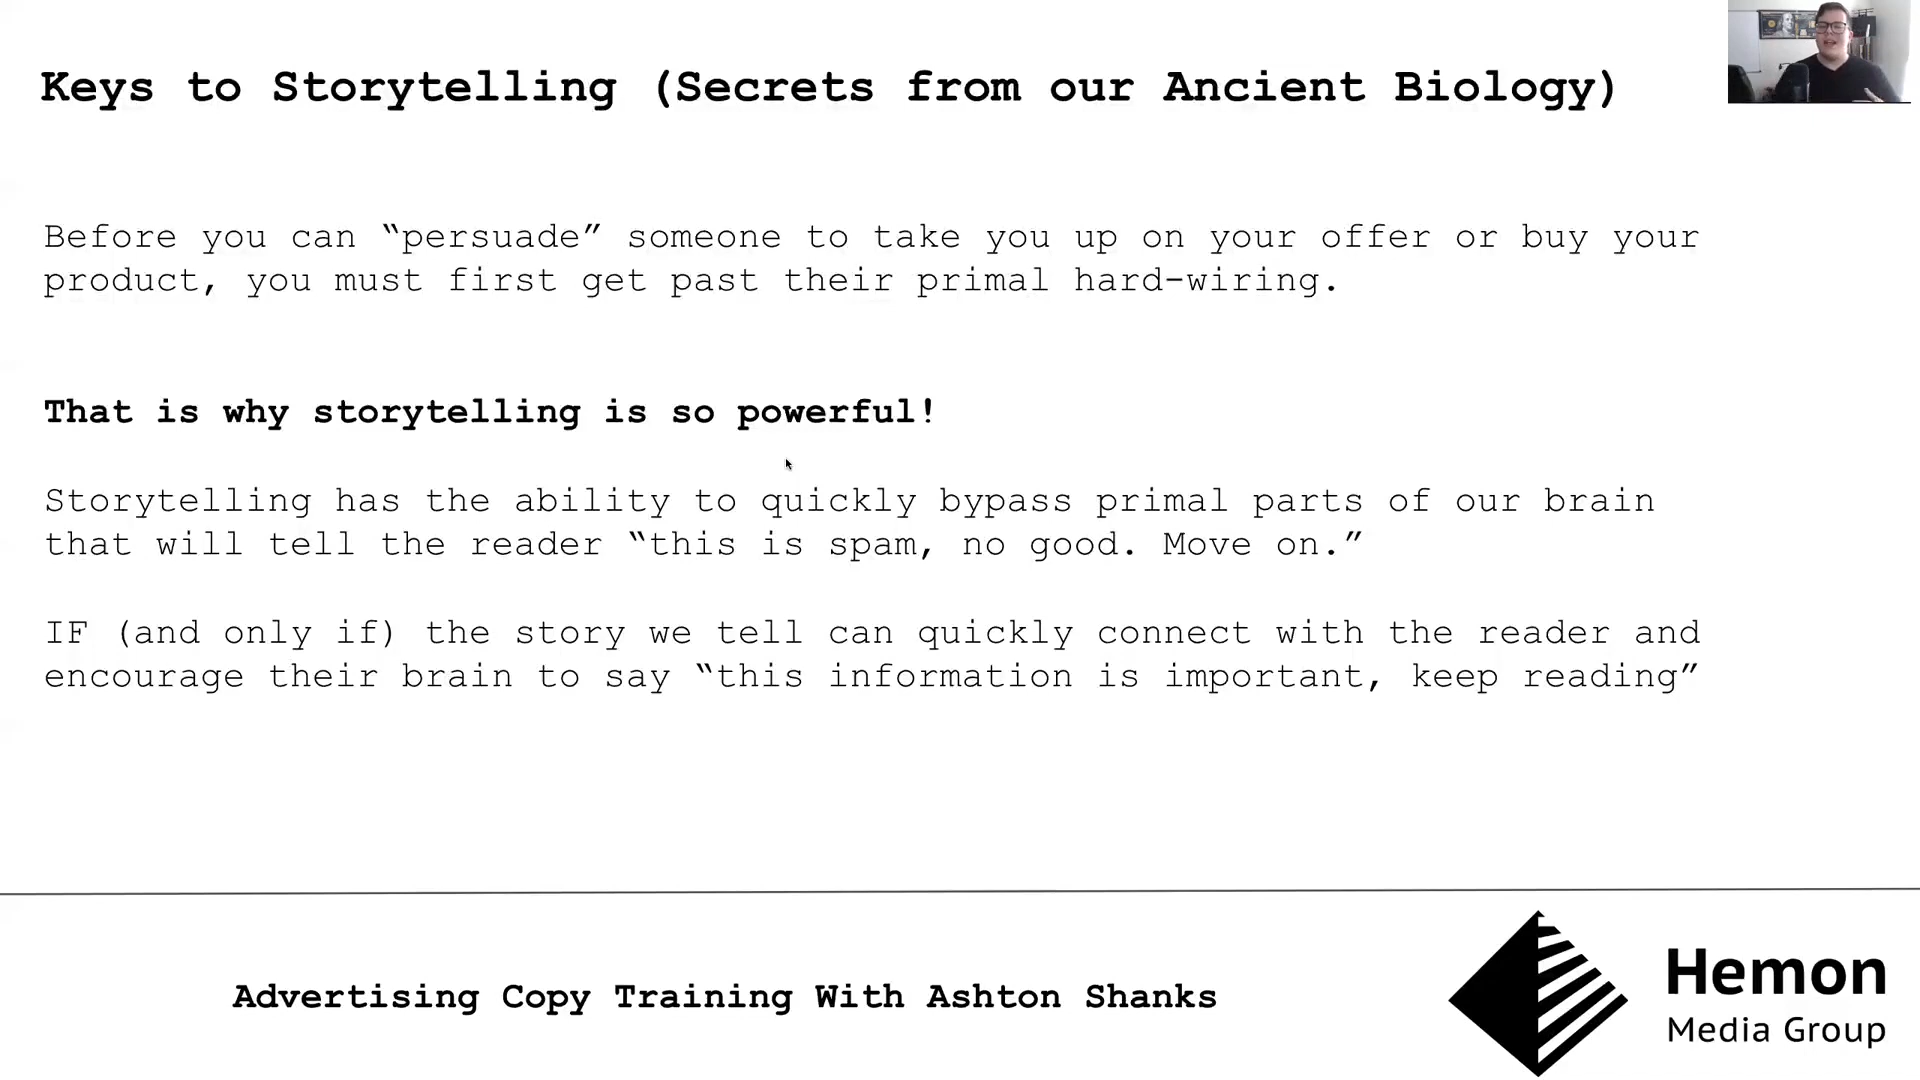 Keys to Storytelling (Secrets from our Ancient Biology)
Before you can “persuade” someone to take you up on your offer or buy your
product, you must first get past their primal hard-wiring.
That is why storytelling is so powerful!
Storytelling has the ability to quickly bypass primal parts of our brain
that will tell the reader “this is spam, no good. Move on.”
IF (and only if) the story we tell can quickly connect with the reader and
encourage their brain to say “this information is important, keep reading”
Advertising Copy Training With Ashton Shanks
Hemon
Media Group